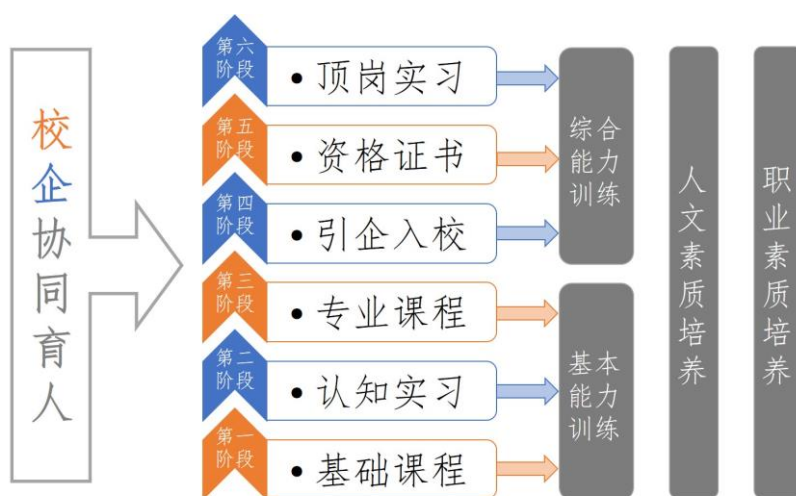 校企协同育人
第六
阶段
• 顶岗实习
第五
阶段
• 资格证书
第四
阶段
• 引企入校
第三
阶段
• 专业课程
第二
阶段
• 认知实习
第一
阶段
• 基础课程
综合
能力
训练
基本
能力
训练
人文素质培养
职业素质培养